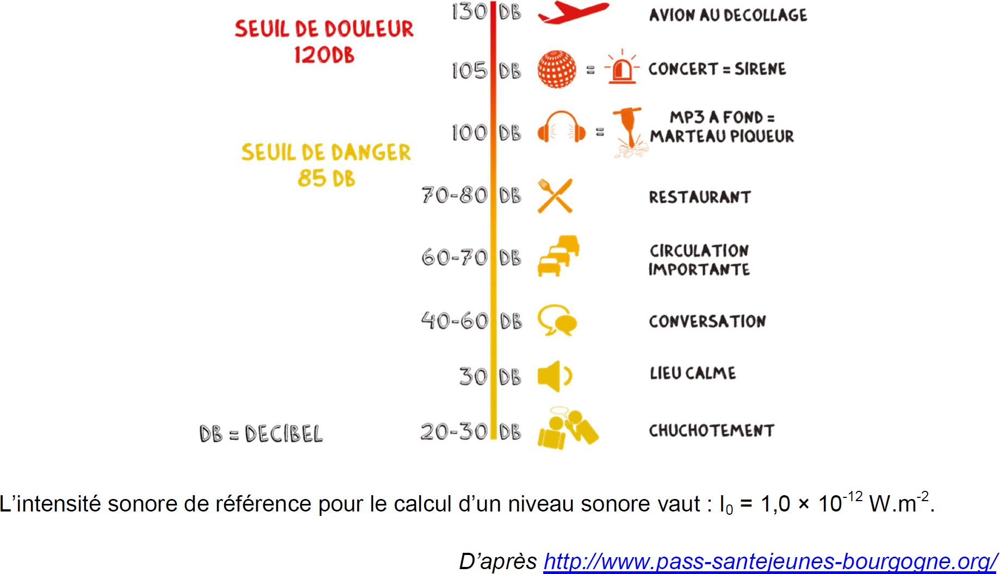 130 DB AVION AU DECOLLAGE
SEUIL DE DOULEUR
120DB
105 DB = CONCERT = SIRENE
100 DB = MP3 A FOND =
MARTEAU PIQUEUR
SEUIL DE DANGER
85 DB
70-80 DB RESTAURANT
60-70 DB CIRCULATION
IMPORTANTE
40-60 DB CONVERSATION
30 DB LIEU CALME
DB = DECIBEL 20-30 DB CHUCHOTEMENT
L’intensité sonore de référence pour le calcul d’un niveau sonore vaut : I₀ = 1,0 × 10⁻¹² W.m⁻².
D’après http://www.pass-santejeunes-bourgogne.org/